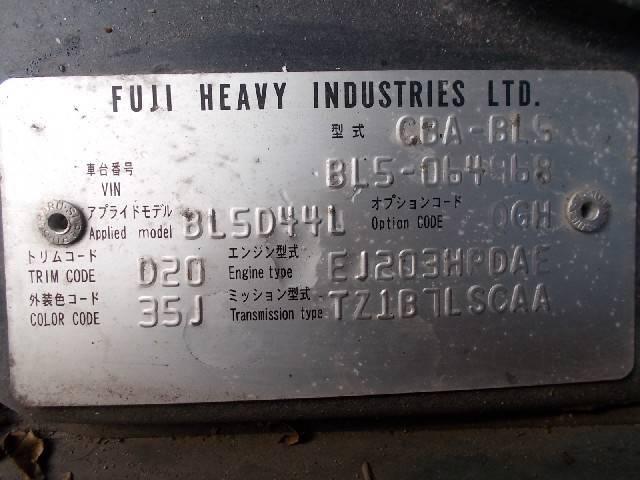 FUJI HEAVY INDUSTRIES LTD.
型式 CBA-BL5
車台番号 VIN BL5-064968
アプライドモデル Applied model BL5D44L オプションコード Option CODE OGH
トリムコード TRIM CODE D20 エンジン型式 Engine type EJ203HPDAE
外装色コード COLOR CODE 35J ミッション型式 Transmission type TZ1B7LSCAA